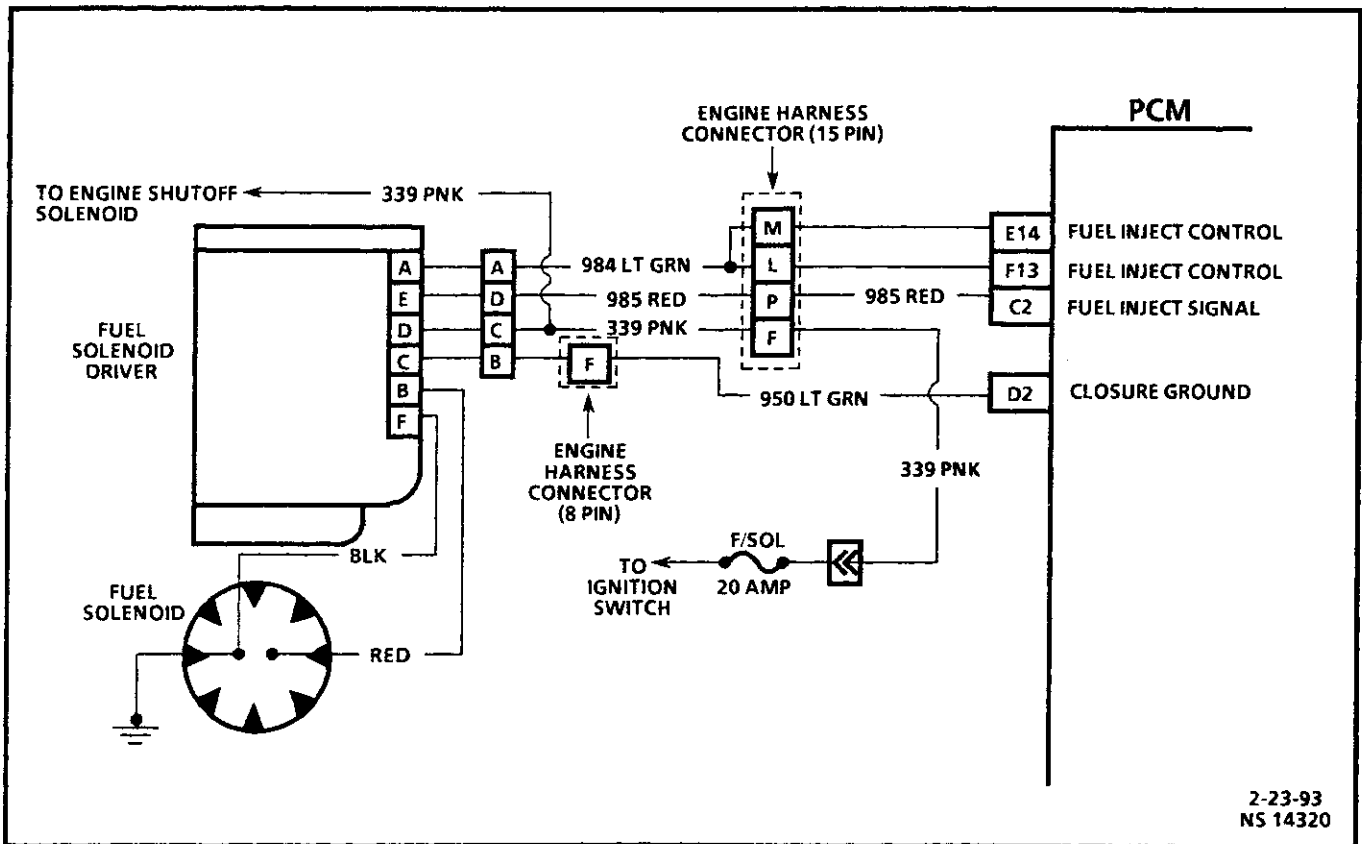 PCM
ENGINE HARNESS
CONNECTOR (15 PIN)
TO ENGINE SHUTOFF
SOLENOID
339 PNK
M
L
P
F
E14
FUEL INJECT CONTROL
F13
FUEL INJECT CONTROL
C2
FUEL INJECT SIGNAL
D2
CLOSURE GROUND
A
E
D
C
B
F
A
D
C
B
984 LT GRN
985 RED
985 RED
339 PNK
FUEL
SOLENOID
DRIVER
F
950 LT GRN
ENGINE
HARNESS
CONNECTOR
(8 PIN)
339 PNK
BLK
F/SOL
20 AMP
TO
IGNITION
SWITCH
FUEL
SOLENOID
RED
2-23-93
NS 14320